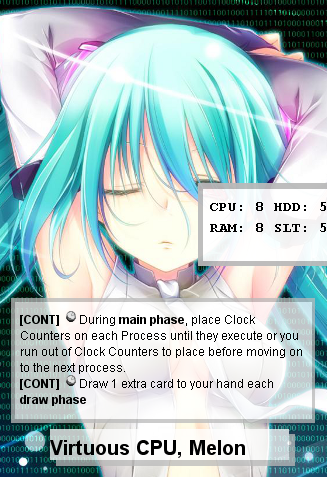 CPU: 8 HDD: 5
RAM: 8 SLT: 5
[CONT] During main phase, place Clock
Counters on each Process until they execute or you
run out of Clock Counters to place before moving on
to the next process.
[CONT] Draw 1 extra card to your hand each
draw phase
Virtuous CPU, Melon